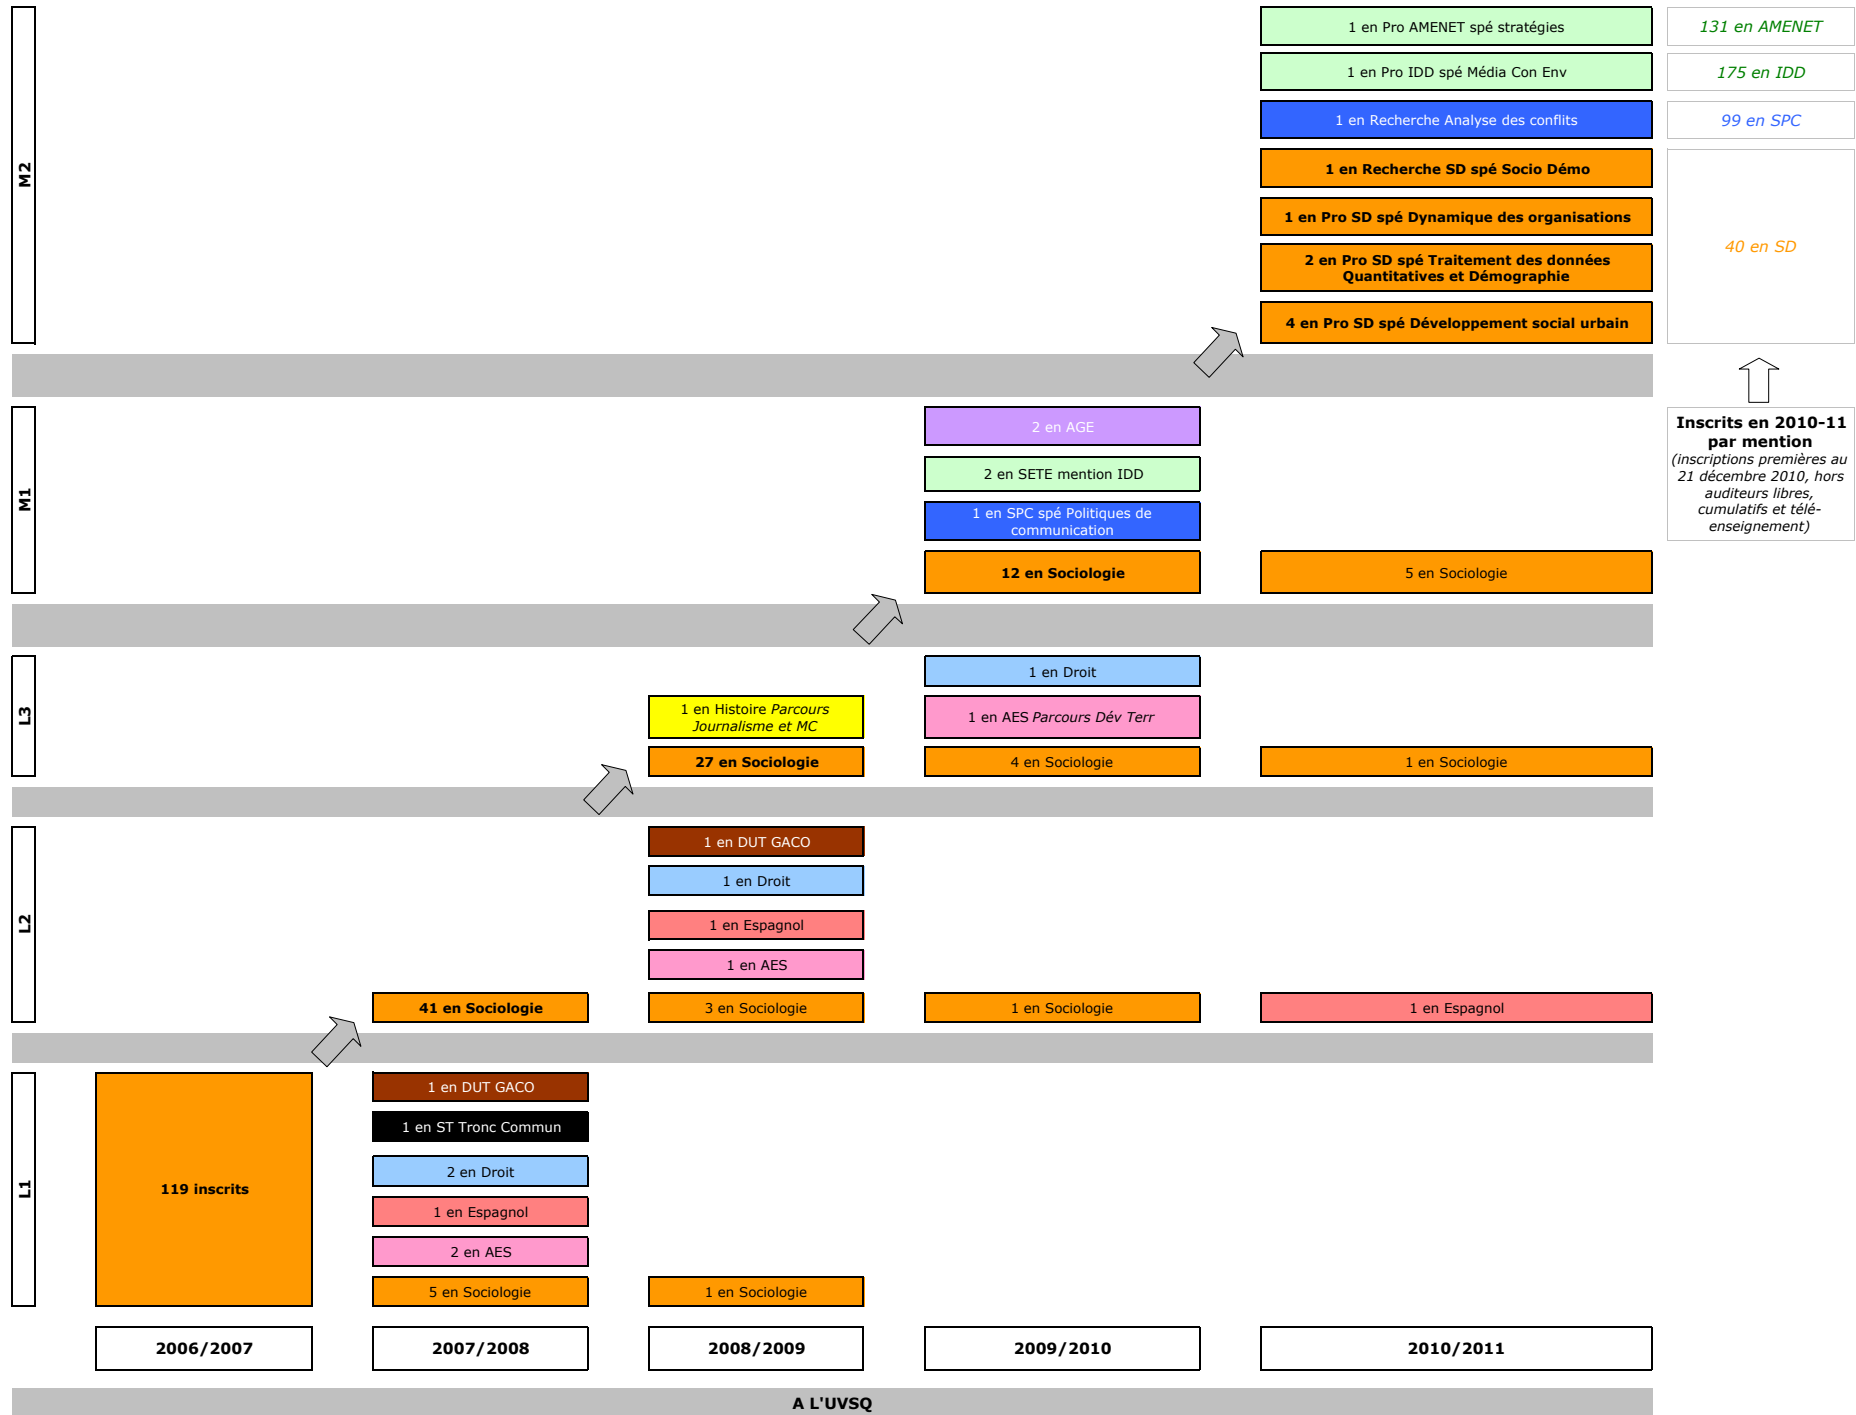 M2
1 en Pro AMENET spé stratégies
131 en AMENET
1 en Pro IDD spé Média Con Env
175 en IDD
1 en Recherche Analyse des conflits
99 en SPC
1 en Recherche SD spé Socio Démo
1 en Pro SD spé Dynamique des organisations
2 en Pro SD spé Traitement des données
Quantitatives et Démographie
4 en Pro SD spé Développement social urbain
40 en SD
M1
2 en AGE
2 en SETE mention IDD
1 en SPC spé Politiques de
communication
12 en Sociologie
5 en Sociologie
Inscrits en 2010-11
par mention
(inscriptions premières au
21 décembre 2010, hors
auditeurs libres,
cumulatifs et télé-
enseignement)
L3
1 en Histoire Parcours
Journalisme et MC
27 en Sociologie
1 en Droit
1 en AES Parcours Dév Terr
4 en Sociologie
1 en Sociologie
L2
41 en Sociologie
1 en DUT GACO
1 en Droit
1 en Espagnol
1 en AES
3 en Sociologie
1 en Sociologie
1 en Espagnol
L1
119 inscrits
1 en DUT GACO
1 en ST Tronc Commun
2 en Droit
1 en Espagnol
2 en AES
5 en Sociologie
1 en Sociologie
2006/2007
2007/2008
2008/2009
2009/2010
2010/2011
A L'UVSQ